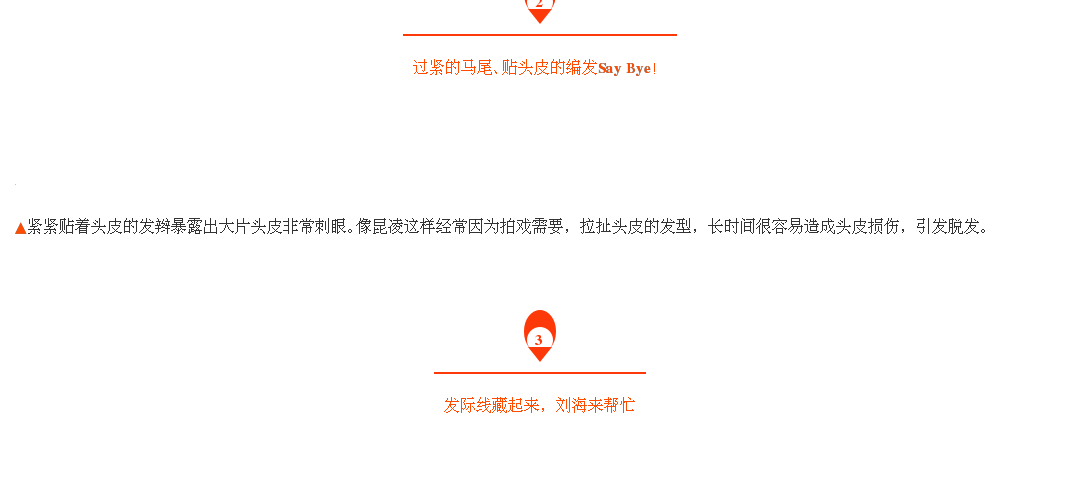 2
过紧的马尾、贴头皮的编发Say Bye!
▲紧紧贴着头皮的发辫暴露出大片头皮非常刺眼。像昆凌这样经常因为拍戏需要，拉扯头皮的发型，长时间很容易造成头皮损伤，引发脱发。
3
发际线藏起来，刘海来帮忙